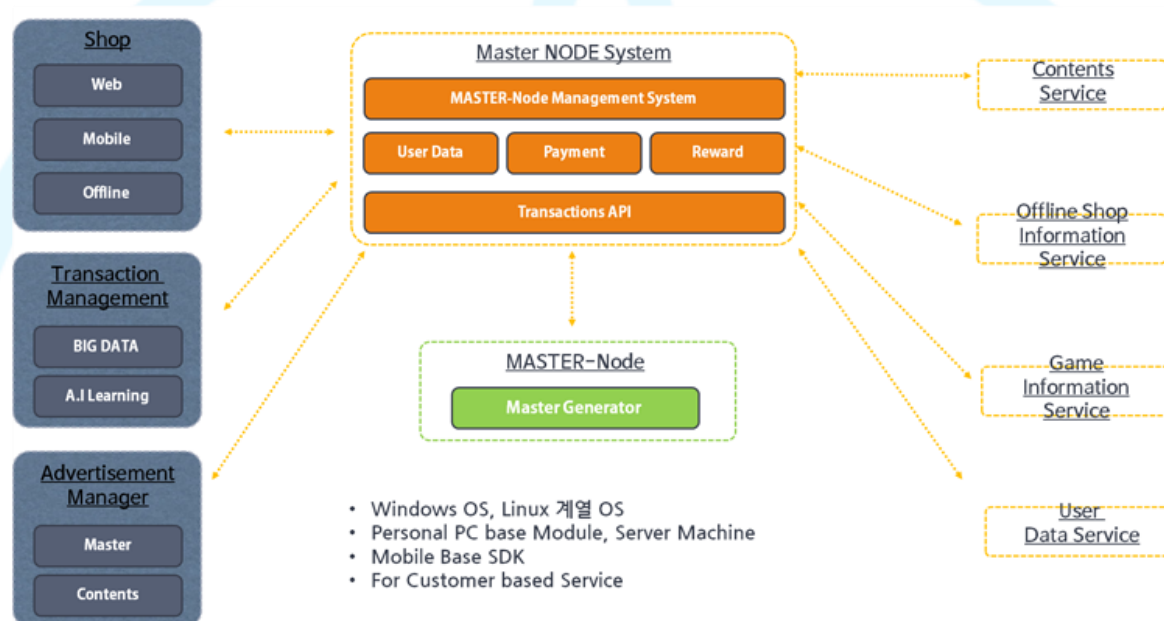 Shop
Web
Mobile
Offline
Transaction
Management
BIG DATA
A.I Learning
Advertisement
Manager
Master
Contents
Master NODE System
MASTER-Node Management System
User Data
Payment
Reward
Transactions API
MASTER-Node
Master Generator
• Windows OS, Linux 계열 OS
• Personal PC base Module, Server Machine
• Mobile Base SDK
• For Customer based Service
Contents
Service
Offline Shop
Information
Service
Game
Information
Service
User
Data Service